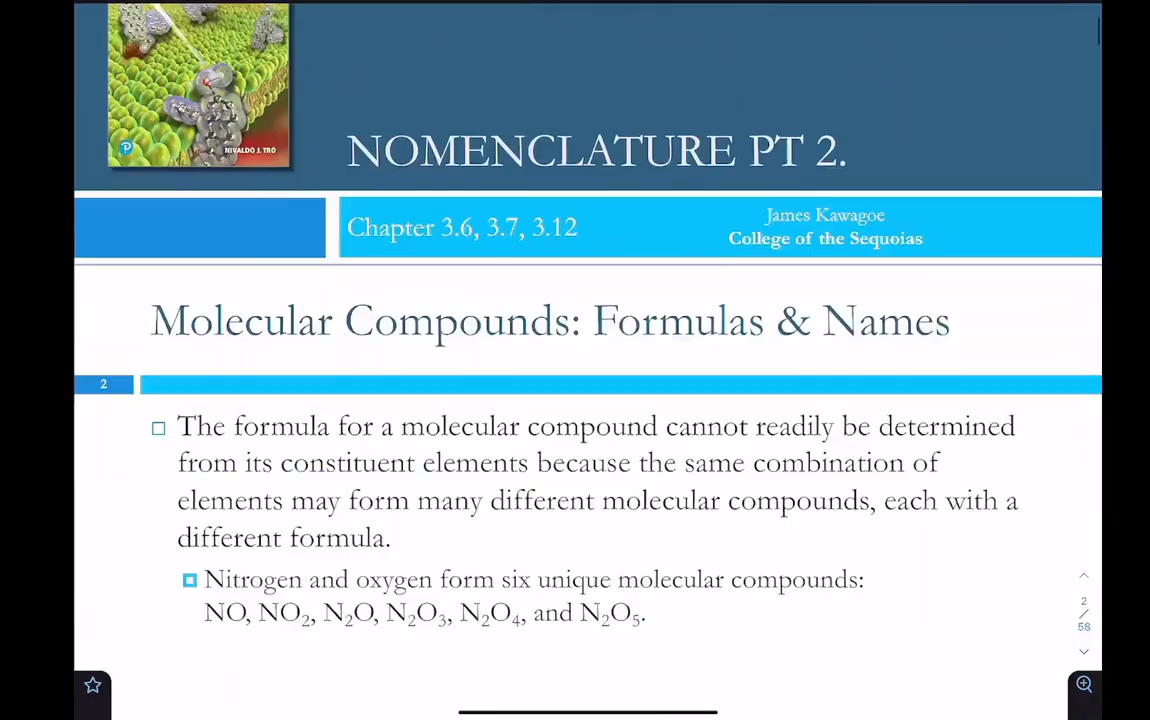 NIVALDO J. TRO
NOMENCLATURE PT 2.
Chapter 3.6, 3.7, 3.12
James Kawagoe
College of the Sequoias
Molecular Compounds: Formulas & Names
2
The formula for a molecular compound cannot readily be determined
from its constituent elements because the same combination of
elements may form many different molecular compounds, each with a
different formula.
Nitrogen and oxygen form six unique molecular compounds:
NO, NO₂, N₂O, N₂O₃, N₂O₄, and N₂O₅.
2
/
58